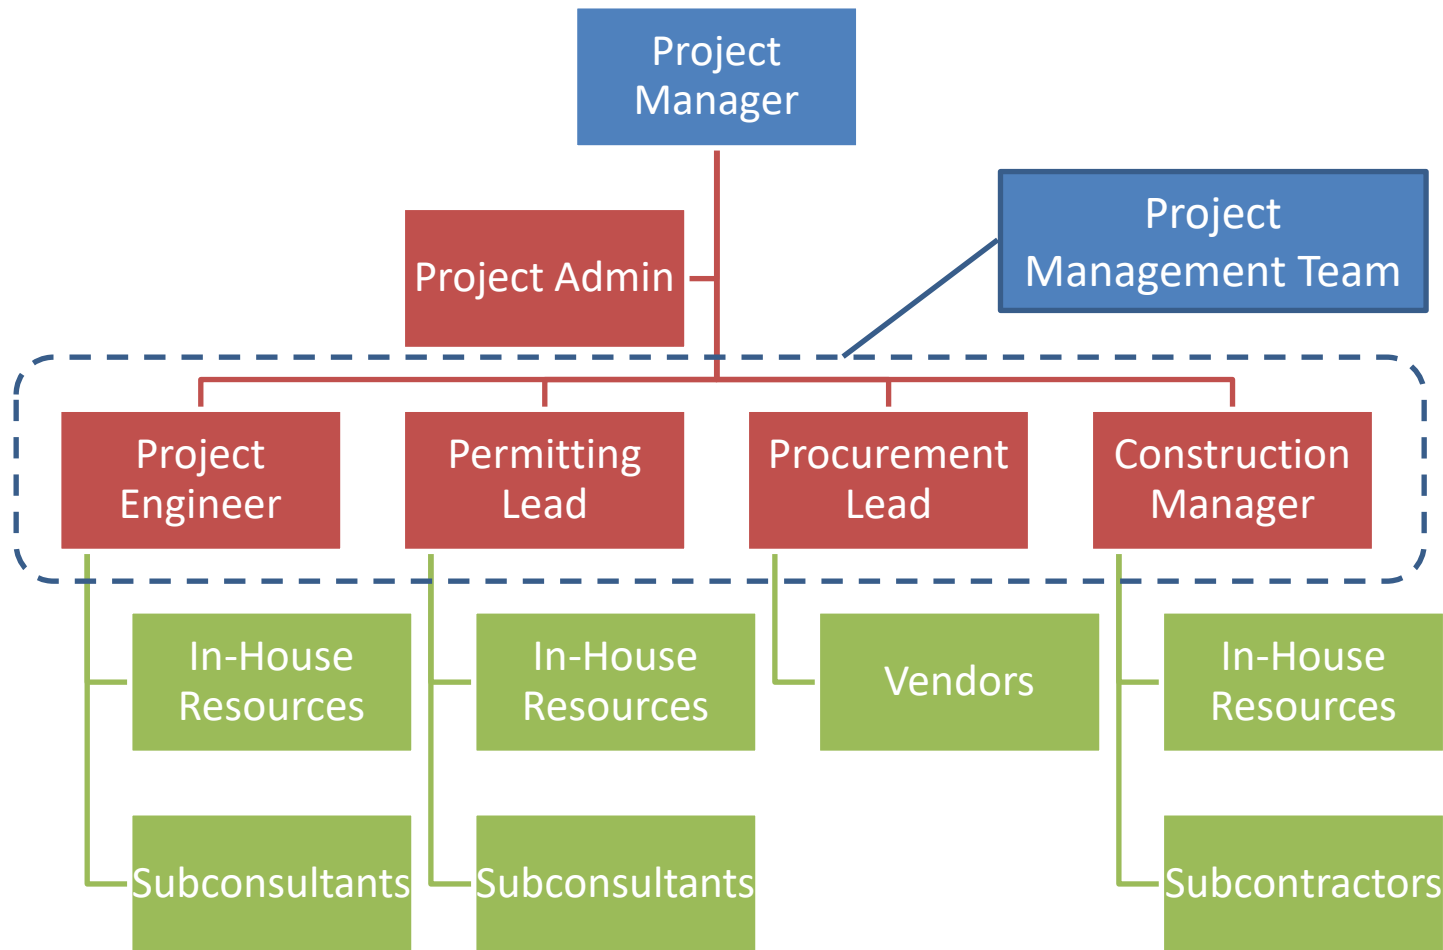 Project
Manager
Project
Management Team
Project Admin
Project
Engineer
Permitting
Lead
Procurement
Lead
Construction
Manager
In-House
Resources
In-House
Resources
Vendors
In-House
Resources
Subconsultants
Subconsultants
Subcontractors